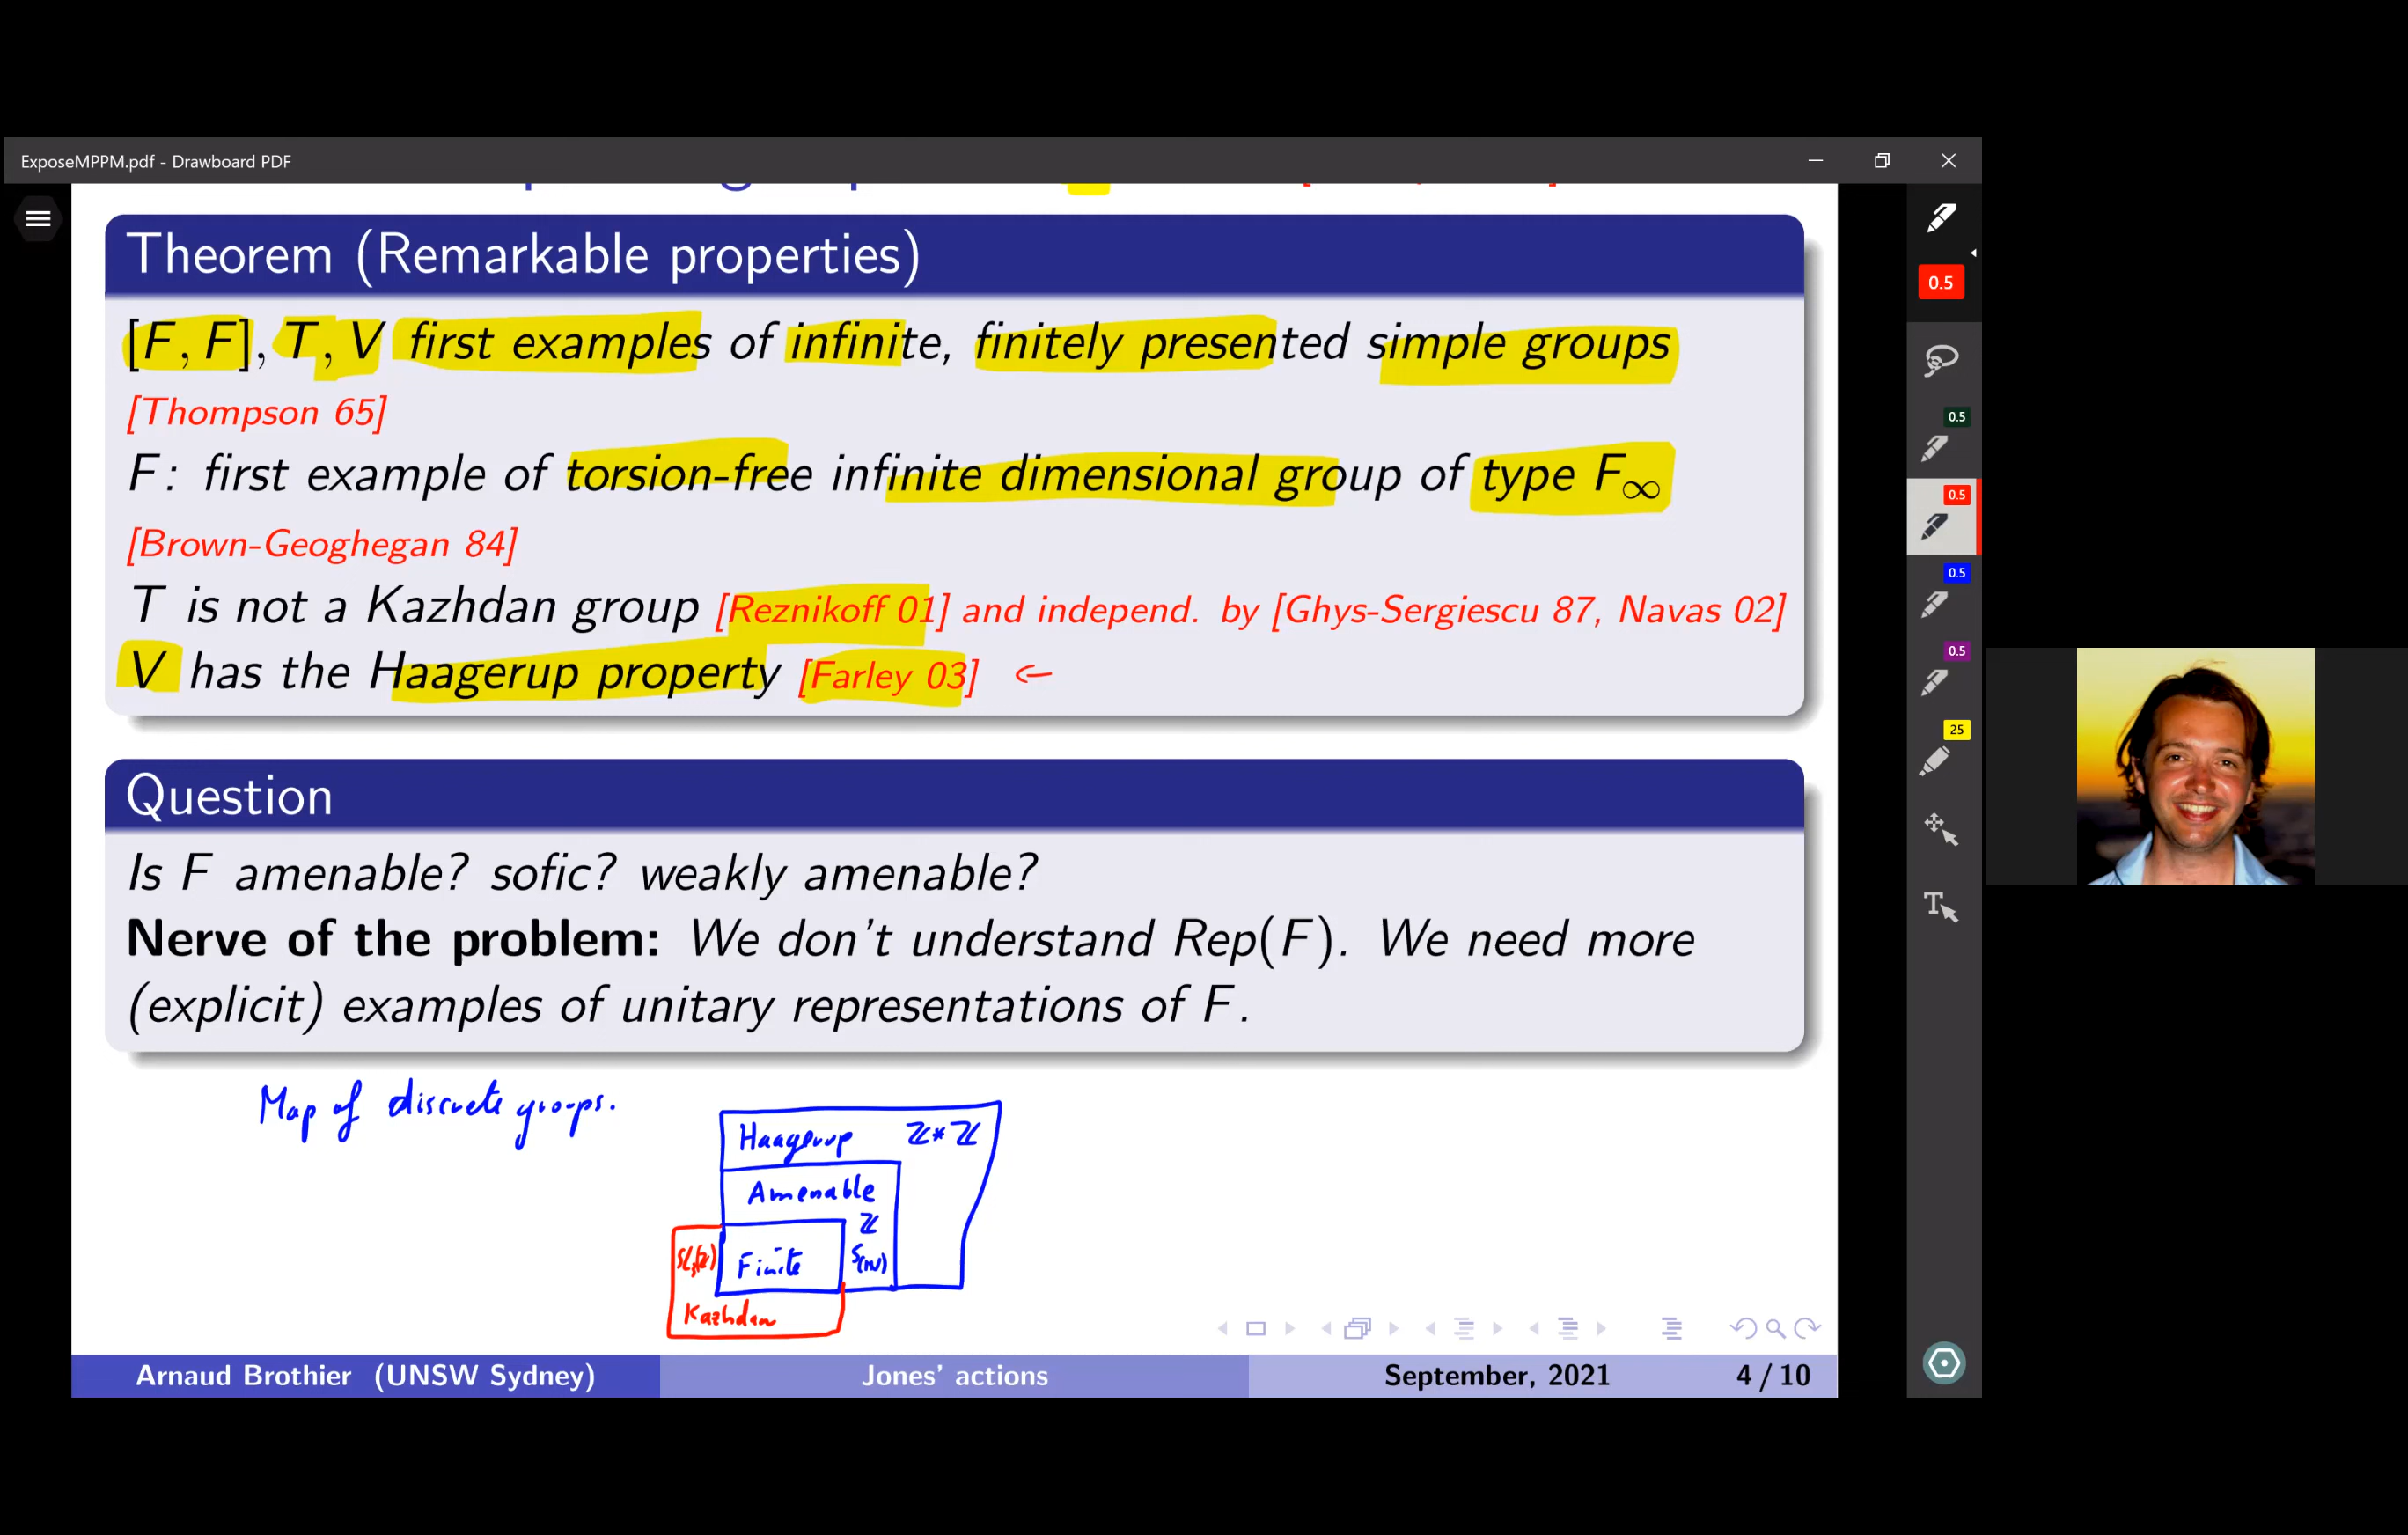 ExposeMPPM.pdf - Drawboard PDF
Theorem (Remarkable properties)
[F, F], T, V first examples of infinite, finitely presented simple groups
[Thompson 65]
F: first example of torsion-free infinite dimensional group of type F∞
[Brown-Geoghegan 84]
T is not a Kazhdan group [Reznikoff 01] and independ. by [Ghys-Sergiescu 87, Navas 02]
V has the Haagerup property [Farley 03] ←
Question
Is F amenable? sofic? weakly amenable?
Nerve of the problem: We don't understand Rep(F). We need more
(explicit) examples of unitary representations of F.
Map of discrete groups.
Haagerup ℤ*ℤ
Amenable
ℤ
Finite
Kazhdan
Arnaud Brothier (UNSW Sydney) Jones' actions September, 2021 4 / 10
0.5
0.5
0.5
0.5
0.5
25
T